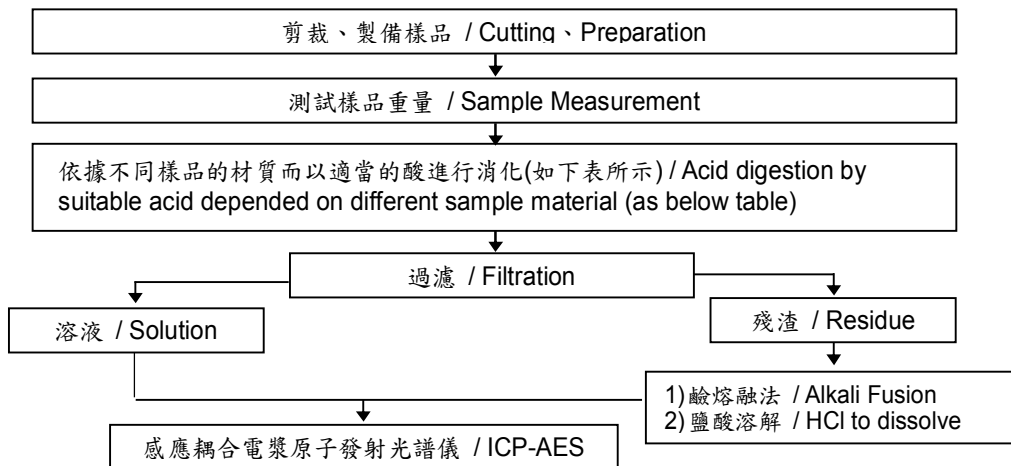 剪裁、製備樣品 / Cutting、Preparation
測試樣品重量 / Sample Measurement
依據不同樣品的材質而以適當的酸進行消化(如下表所示) / Acid digestion by
suitable acid depended on different sample material (as below table)
過濾 / Filtration
溶液 / Solution
殘渣 / Residue
1)鹼熔融法 / Alkali Fusion
2)鹽酸溶解 / HCl to dissolve
感應耦合電漿原子發射光譜儀 / ICP-AES